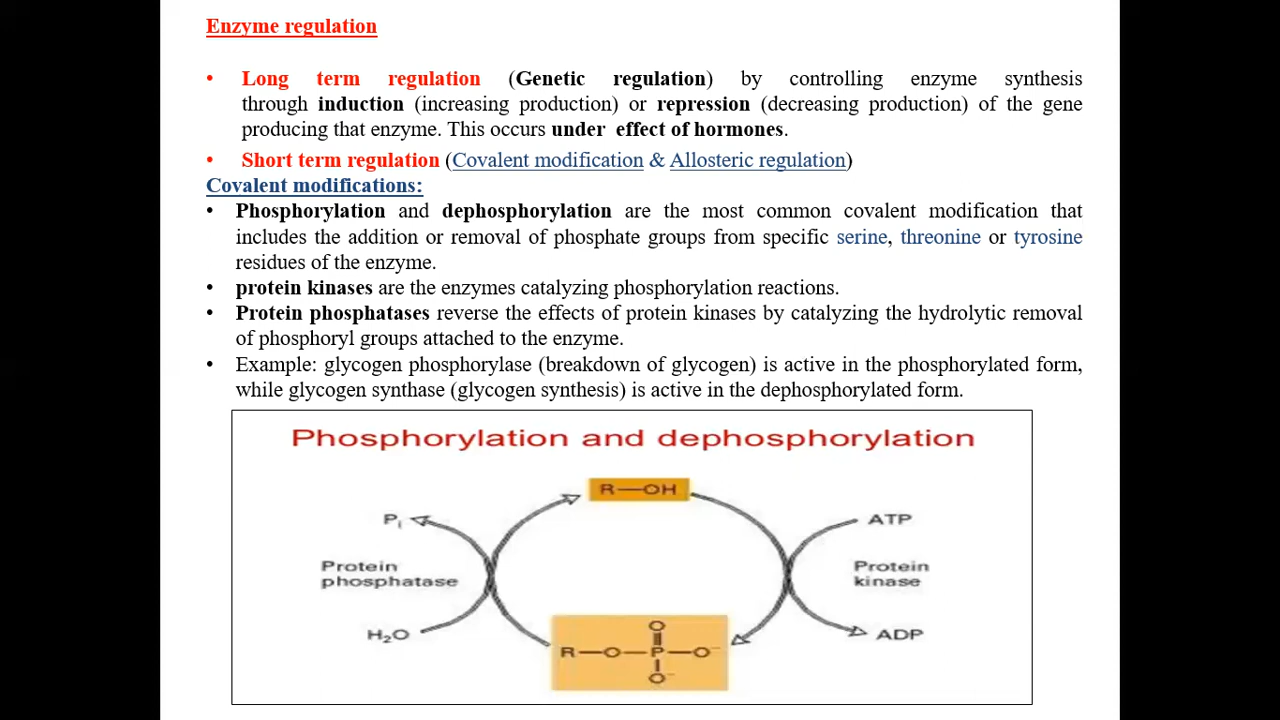 Enzyme regulation
• Long term regulation (Genetic regulation) by controlling enzyme synthesis
through induction (increasing production) or repression (decreasing production) of the gene
producing that enzyme. This occurs under effect of hormones.
• Short term regulation (Covalent modification & Allosteric regulation)
Covalent modifications:
• Phosphorylation and dephosphorylation are the most common covalent modification that
includes the addition or removal of phosphate groups from specific serine, threonine or tyrosine
residues of the enzyme.
• protein kinases are the enzymes catalyzing phosphorylation reactions.
• Protein phosphatases reverse the effects of protein kinases by catalyzing the hydrolytic removal
of phosphoryl groups attached to the enzyme.
• Example: glycogen phosphorylase (breakdown of glycogen) is active in the phosphorylated form,
while glycogen synthase (glycogen synthesis) is active in the dephosphorylated form.
Phosphorylation and dephosphorylation
R—OH
Pi
ATP
Protein
phosphatase
Protein
kinase
H₂O
ADP
O
R—O—P—O⁻
O⁻